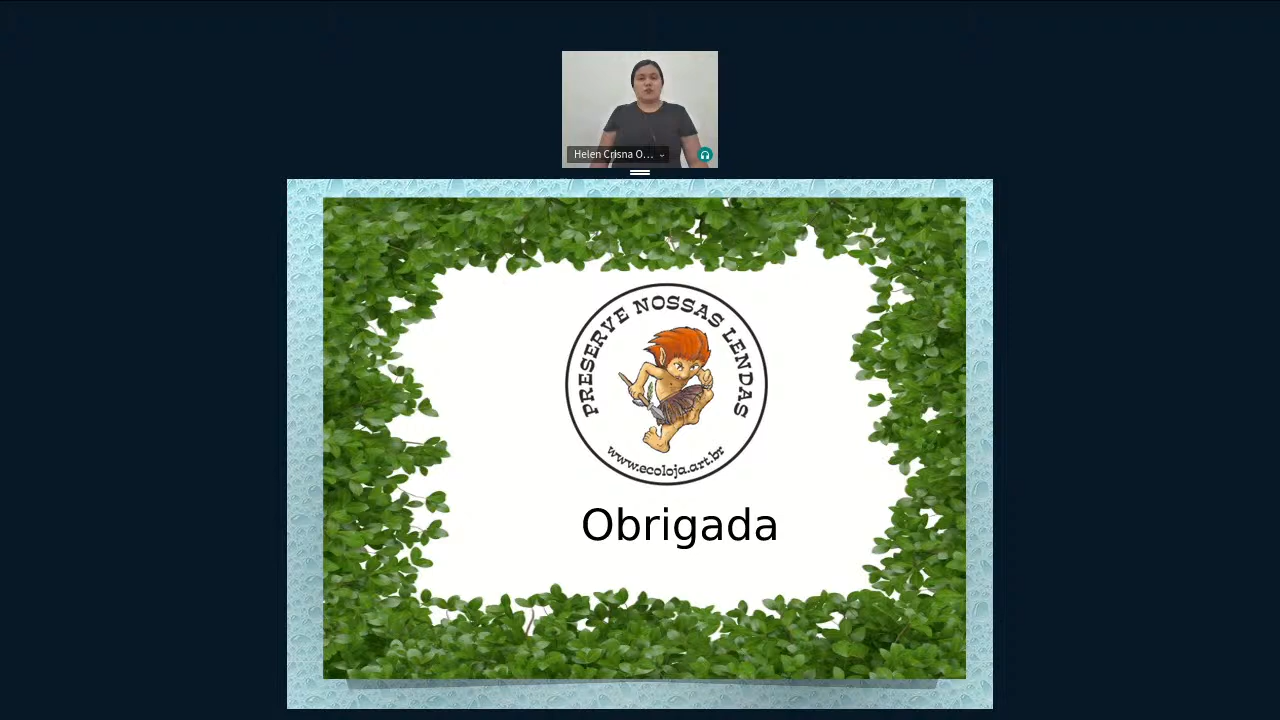 Helen Crisna O...
PRESERVE NOSSAS LENDAS
www.ecoloja.art.br
Obrigada